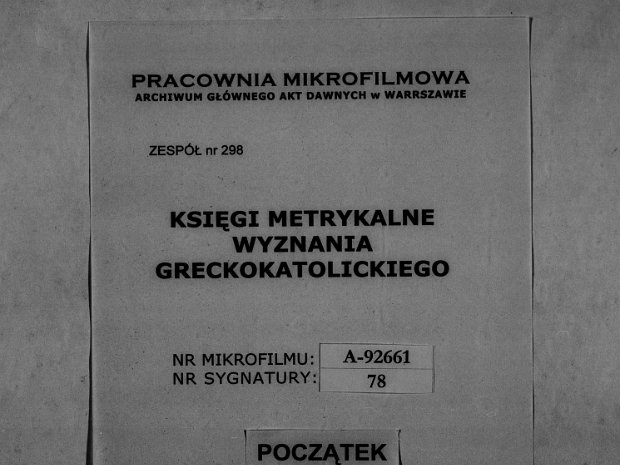 PRACOWNIA MIKROFILMOWA
ARCHIWUM GŁÓWNEGO AKT DAWNYCH w WARRSZAWIE
ZESPÓŁ nr 298
KSIĘGI METRYKALNE
WYZNANIA
GRECKOKATOLICKIEGO
NR MIKROFILMU: A-92661
NR SYGNATURY: 78
POCZĄTEK